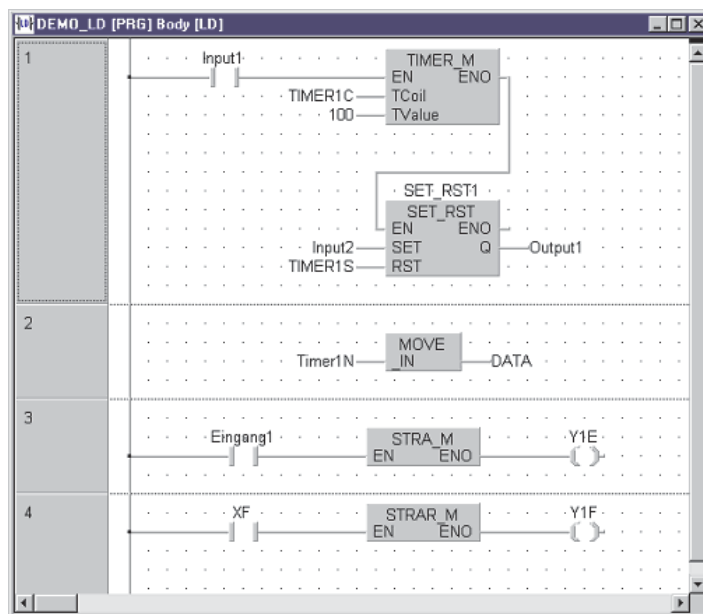 DEMO_LD [PRG] Body [LD]
1
Input1
TIMER_M
EN ENO
TIMER1C TCoil
100 TValue
SET_RST1
SET_RST
EN ENO
Input2 SET Q Output1
TIMER1S RST
2
MOVE
Timer1N _IN DATA
3
Eingang1 STRA_M Y1E
EN ENO
4
XF STRAR_M Y1F
EN ENO